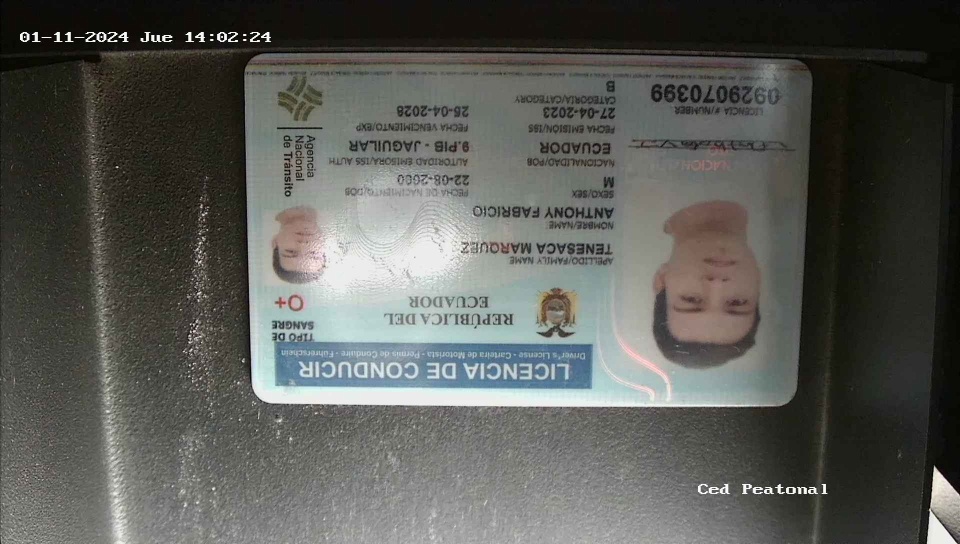 01-11-2024 Jue 14:02:24
LICENCIA DE CONDUCIR
Driver's License - Carteira de Motorista - Permis de Conduire - Führerschein
REPÚBLICA DEL
ECUADOR
TIPO DE
SANGRE
O+
APELLIDO/FAMILY NAME
TENESACA MARQUEZ
NOMBRE/NAME
ANTHONY FABRICIO
SEXO/SEX
M
FECHA DE NACIMIENTO/DOB
22-08-2000
NACIONALIDAD/POB
ECUADOR
AUTORIDAD EMISORA/ISS AUTH
9.PIB - JAGUILAR
FECHA EMISIÓN/ISS
27-04-2023
FECHA VENCIMIENTO/EXP
25-04-2028
CATEGORÍA/CATEGORY
B
Agencia
Nacional
de Tránsito
LICENCIA #/NUMBER
0929070399
Ced Peatonal